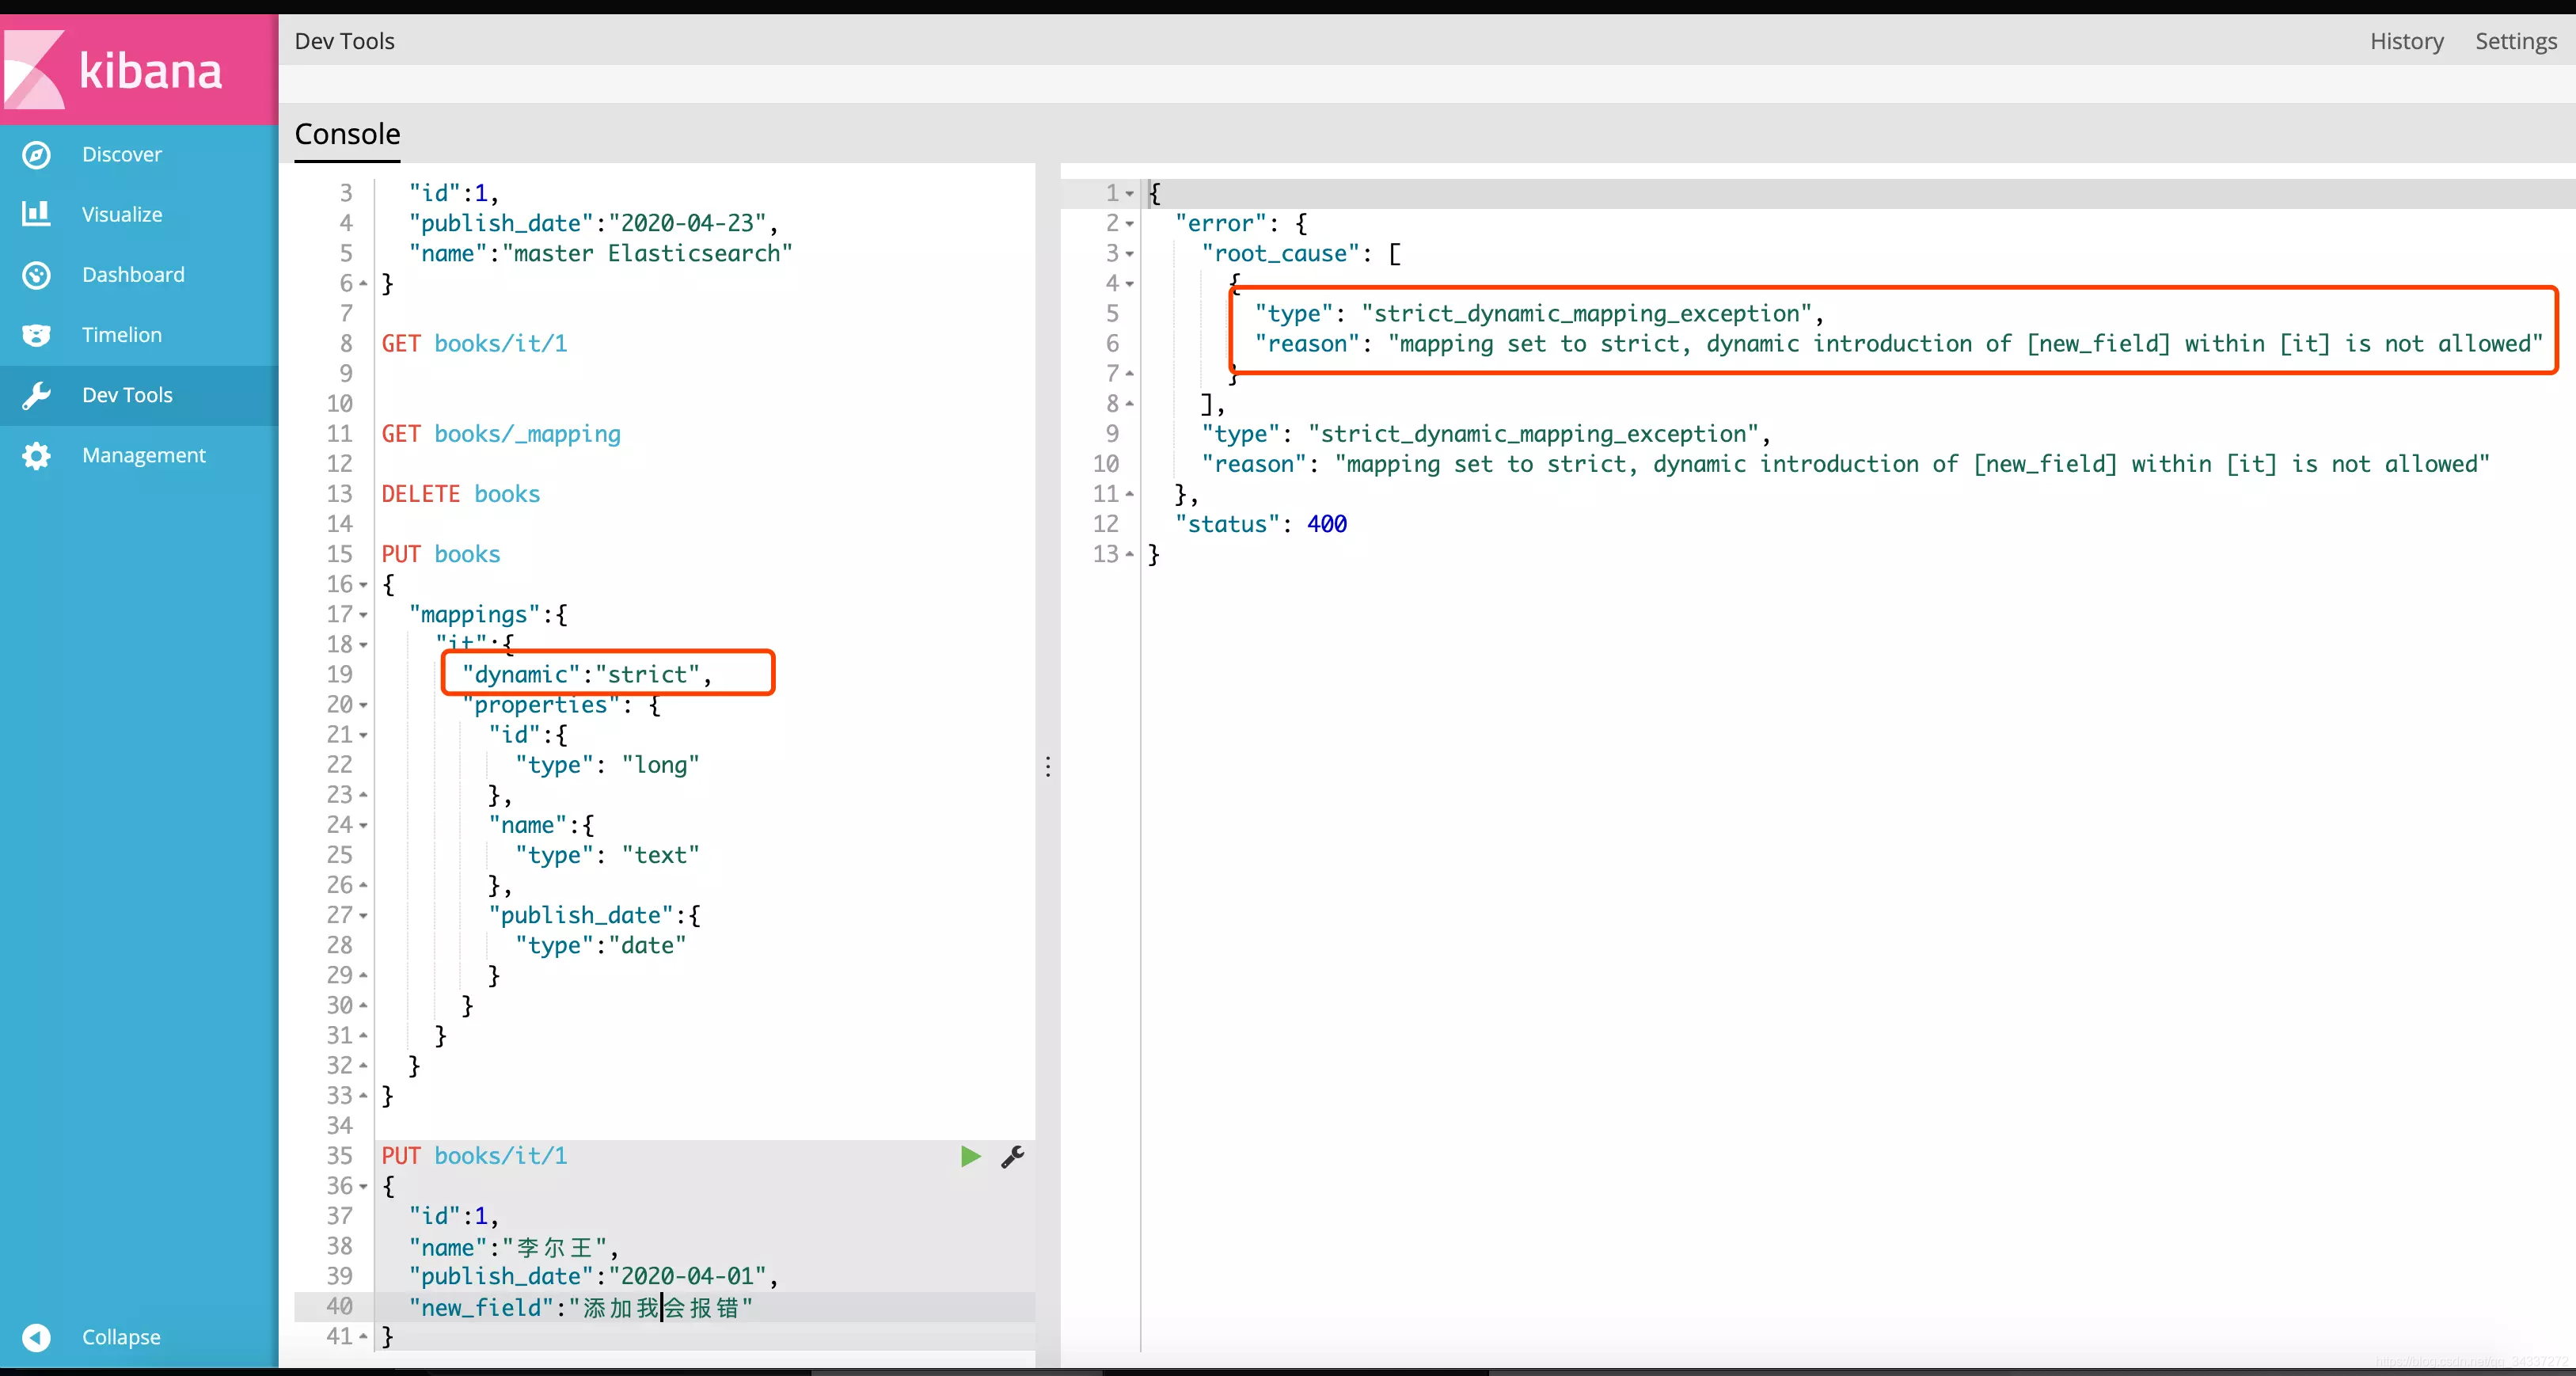 kibana
Discover
Visualize
Dashboard
Timelion
Dev Tools
Management
Collapse
Dev Tools
History
Settings
Console
3 "id":1,
4 "publish_date":"2020-04-23",
5 "name":"master Elasticsearch"
6 }
7
8 GET books/it/1
9
10
11 GET books/_mapping
12
13 DELETE books
14
15 PUT books
16 {
17 "mappings":{
18 "it":{
19 "dynamic":"strict",
20 "properties": {
21 "id":{
22 "type": "long"
23 },
24 "name":{
25 "type": "text"
26 },
27 "publish_date":{
28 "type":"date"
29 }
30 }
31 }
32 }
33 }
34
35 PUT books/it/1
36 {
37 "id":1,
38 "name":"李尔王",
39 "publish_date":"2020-04-01",
40 "new_field":"添加我会报错"
41 }
1 {
2 "error": {
3 "root_cause": [
4 {
5 "type": "strict_dynamic_mapping_exception",
6 "reason": "mapping set to strict, dynamic introduction of [new_field] within [it] is not allowed"
7 }
8 ],
9 "type": "strict_dynamic_mapping_exception",
10 "reason": "mapping set to strict, dynamic introduction of [new_field] within [it] is not allowed"
11 },
12 "status": 400
13 }
https://blog.csdn.net/qq_34337272